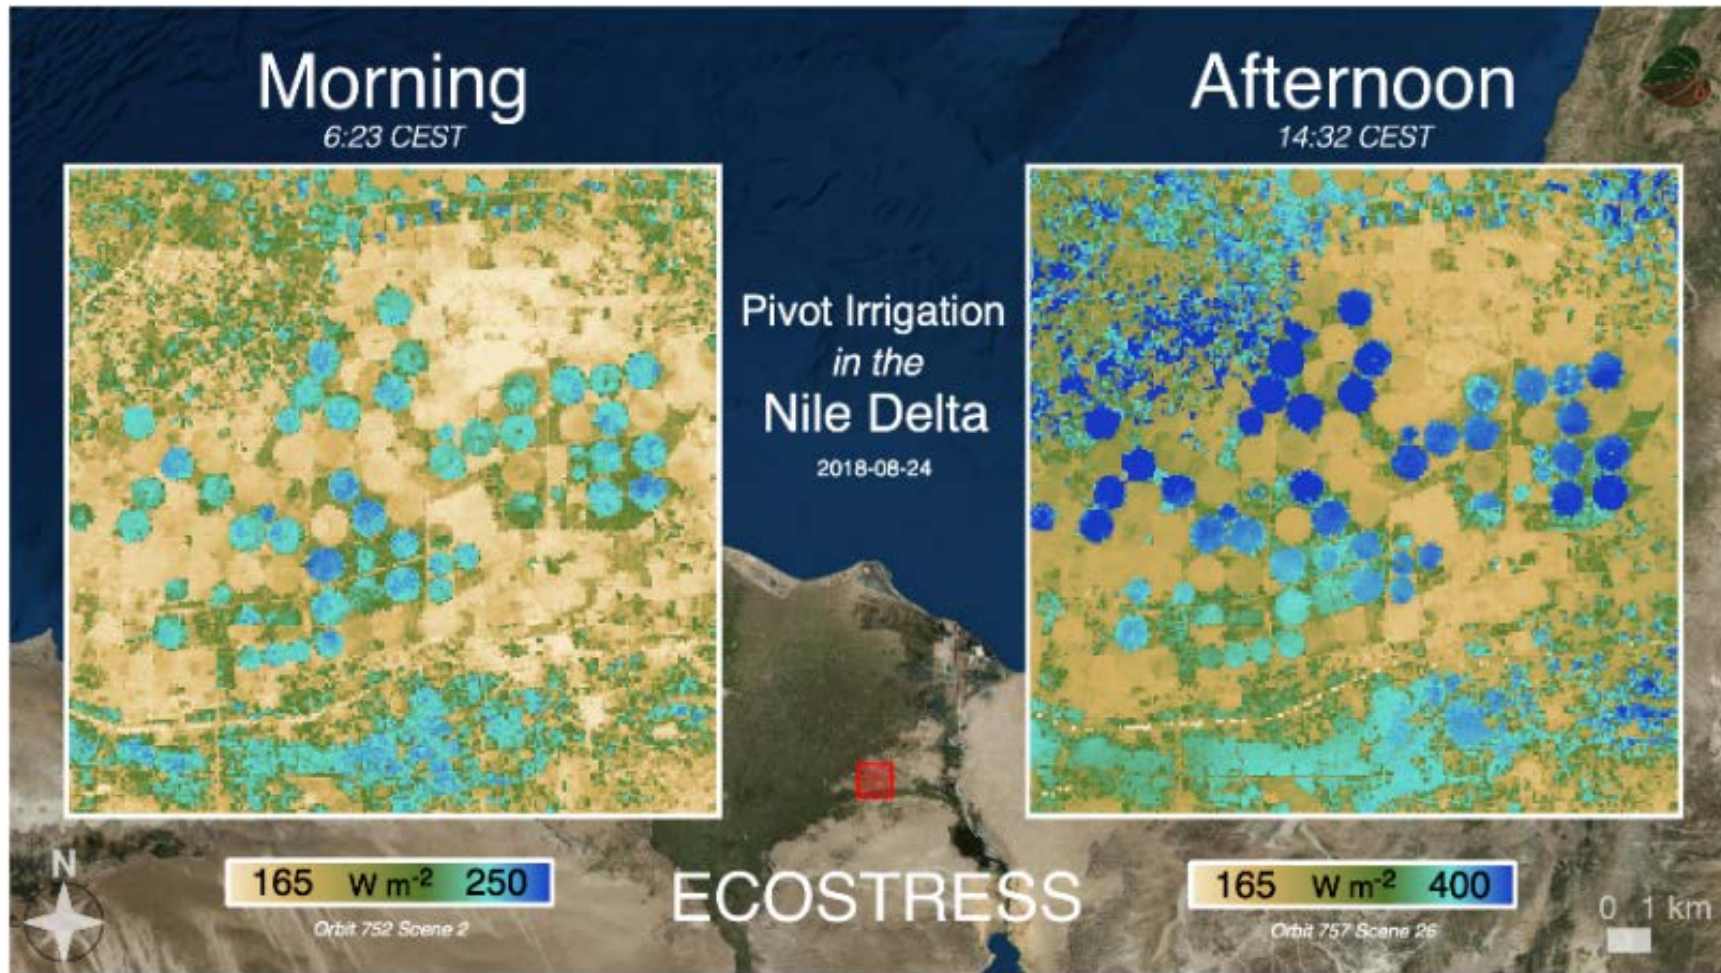 Morning
6:23 CEST
Afternoon
14:32 CEST
Pivot Irrigation
in the
Nile Delta
2018-08-24
N
165 W m-2 250
Orbit 752 Scene 2
ECOSTRESS
165 W m-2 400
Orbit 757 Scene 26
0 1 km